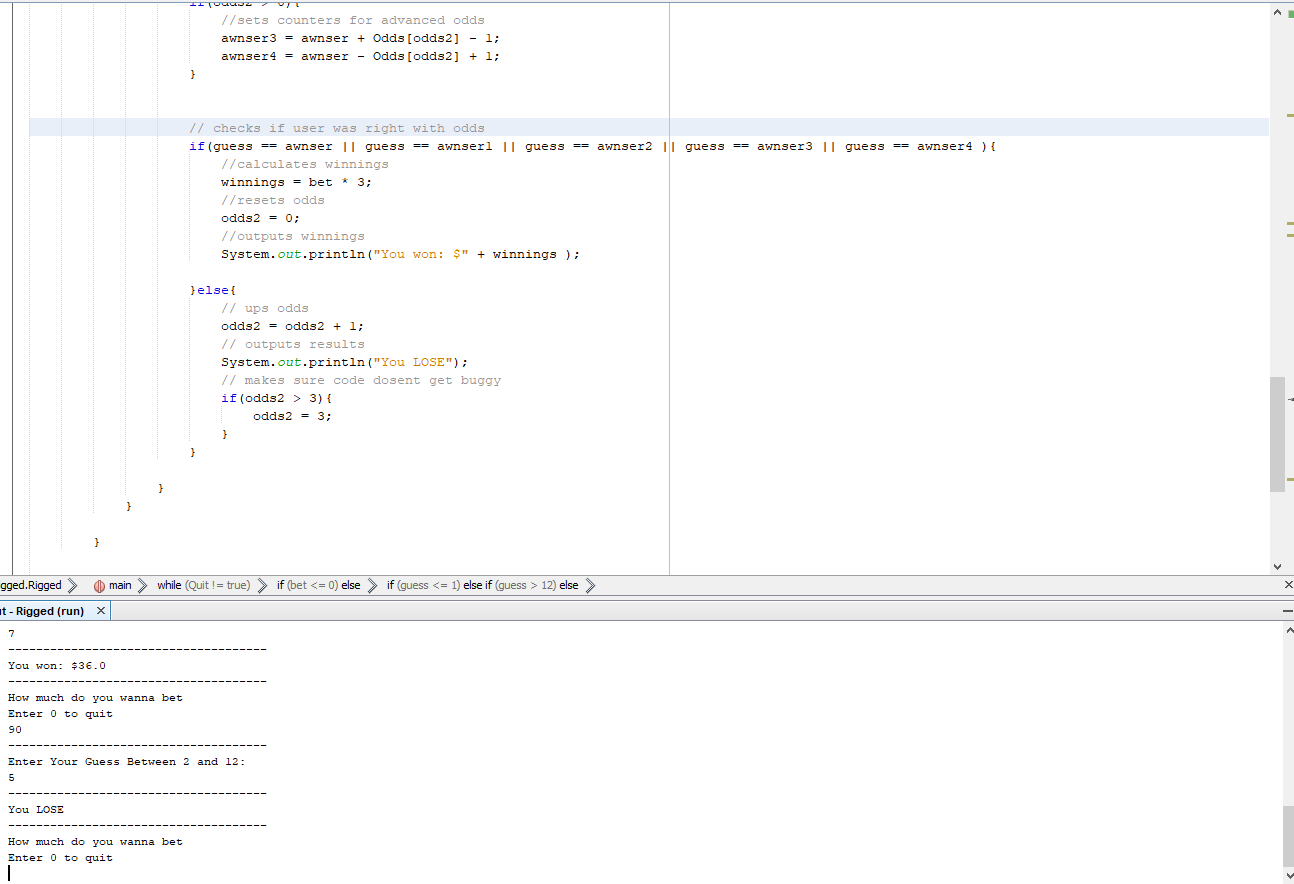 if(odds2 > 0){
//sets counters for advanced odds
awnser3 = awnser + Odds[odds2] - 1;
awnser4 = awnser - Odds[odds2] + 1;
}
// checks if user was right with odds
if(guess == awnser || guess == awnser1 || guess == awnser2 || guess == awnser3 || guess == awnser4 ){
//calculates winnings
winnings = bet * 3;
//resets odds
odds2 = 0;
//outputs winnings
System.out.println("You won: $" + winnings );
}else{
// ups odds
odds2 = odds2 + 1;
// outputs results
System.out.println("You LOSE");
// makes sure code dosent get buggy
if(odds2 > 3){
odds2 = 3;
}
}
}
}
}
gged.Rigged main while (Quit != true) if (bet <= 0) else if (guess <= 1) else if (guess > 12) else
ut - Rigged (run)
7
-------------------------------------
You won: $36.0
-------------------------------------
How much do you wanna bet
Enter 0 to quit
90
-------------------------------------
Enter Your Guess Between 2 and 12:
5
-------------------------------------
You LOSE
-------------------------------------
How much do you wanna bet
Enter 0 to quit